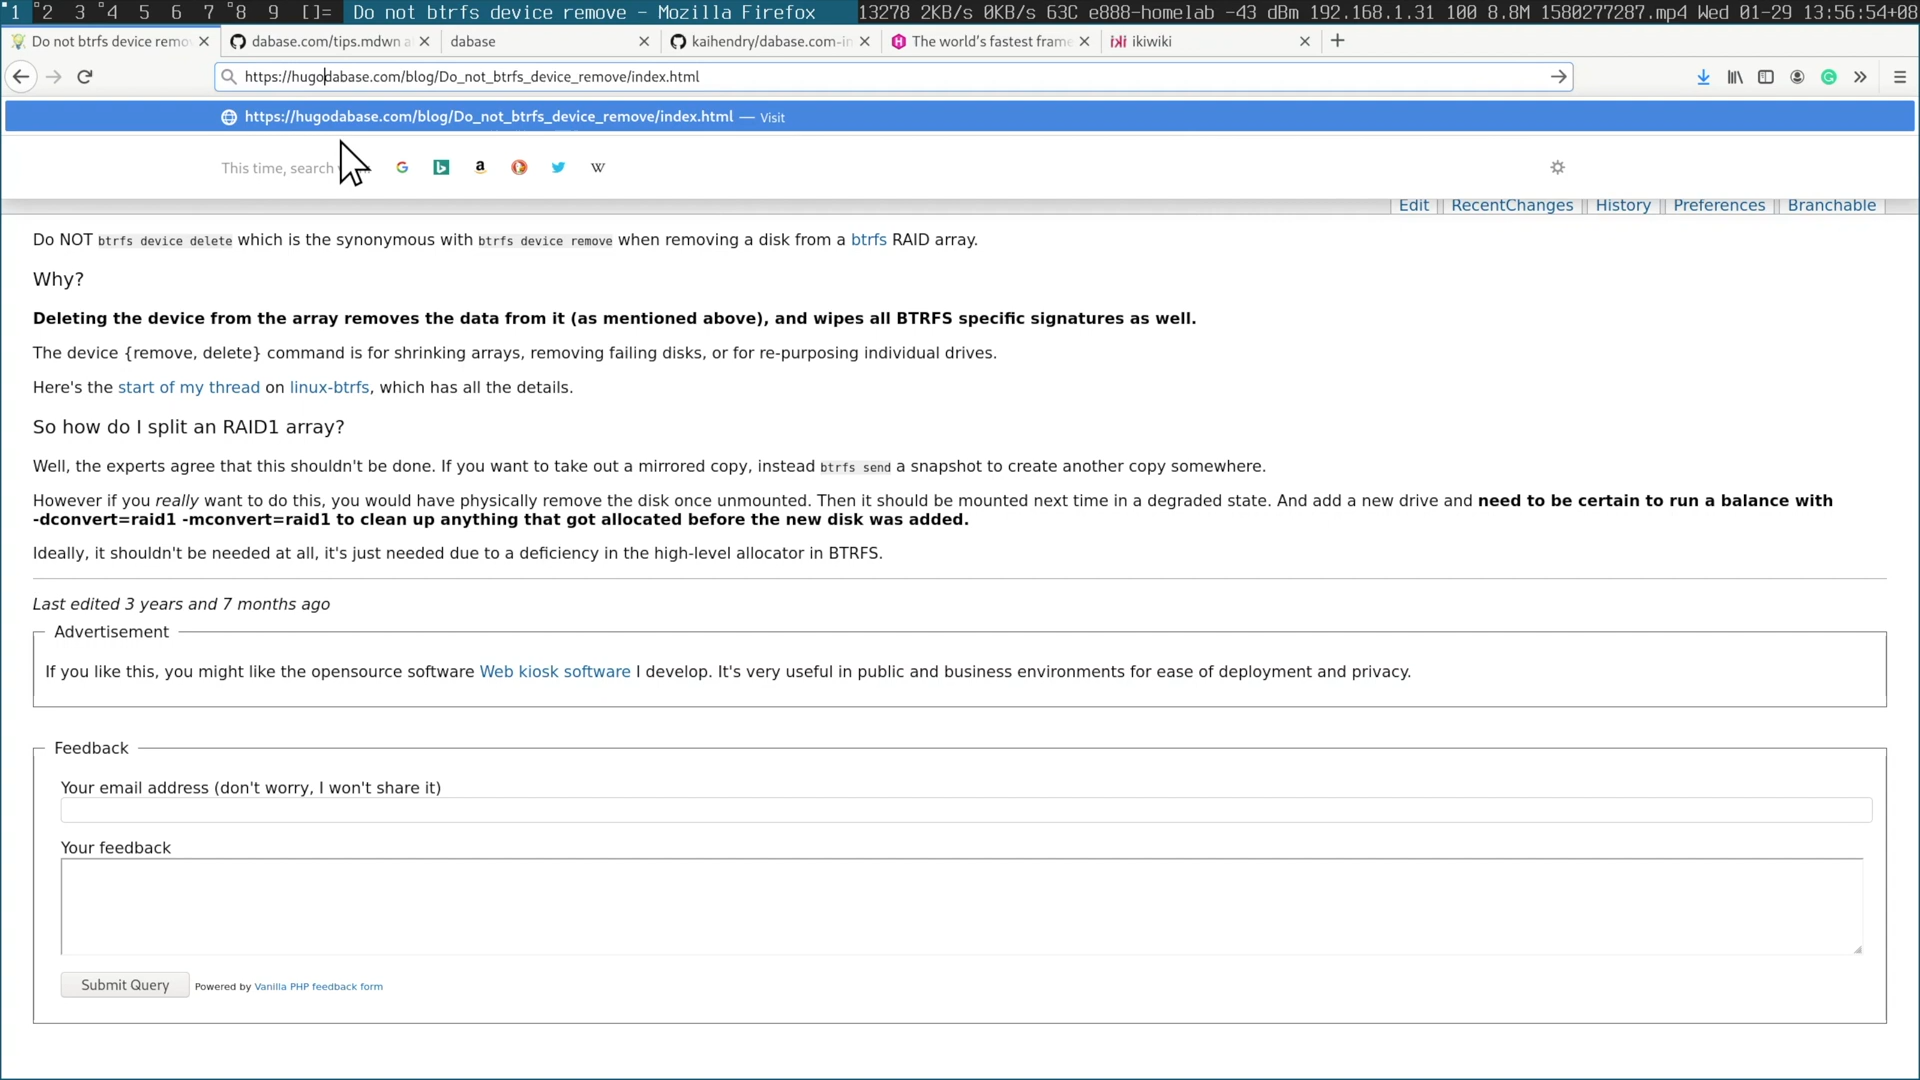 1 2 3 4 5 6 7 8 9 []= Do not btrfs device remove - Mozilla Firefox 13278 2KB/s 0KB/s 63C e888-homelab -43 dBm 192.168.1.31 100 8.8M 1580277287.mp4 Wed 01-29 13:56:54+08
Do not btrfs device remo dabase.com/tips.mdwn a dabase kaihendry/dabase.com-in The world's fastest frame ikiwiki
https://hugodabase.com/blog/Do_not_btrfs_device_remove/index.html
https://hugodabase.com/blog/Do_not_btrfs_device_remove/index.html — Visit
This time, search
Edit RecentChanges History Preferences Branchable
Do NOT btrfs device delete which is the synonymous with btrfs device remove when removing a disk from a btrfs RAID array.
Why?
Deleting the device from the array removes the data from it (as mentioned above), and wipes all BTRFS specific signatures as well.
The device {remove, delete} command is for shrinking arrays, removing failing disks, or for re-purposing individual drives.
Here's the start of my thread on linux-btrfs, which has all the details.
So how do I split an RAID1 array?
Well, the experts agree that this shouldn't be done. If you want to take out a mirrored copy, instead btrfs send a snapshot to create another copy somewhere.
However if you really want to do this, you would have physically remove the disk once unmounted. Then it should be mounted next time in a degraded state. And add a new drive and need to be certain to run a balance with
-dconvert=raid1 -mconvert=raid1 to clean up anything that got allocated before the new disk was added.
Ideally, it shouldn't be needed at all, it's just needed due to a deficiency in the high-level allocator in BTRFS.
Last edited 3 years and 7 months ago
Advertisement
If you like this, you might like the opensource software Web kiosk software I develop. It's very useful in public and business environments for ease of deployment and privacy.
Feedback
Your email address (don't worry, I won't share it)
Your feedback
Submit Query Powered by Vanilla PHP feedback form